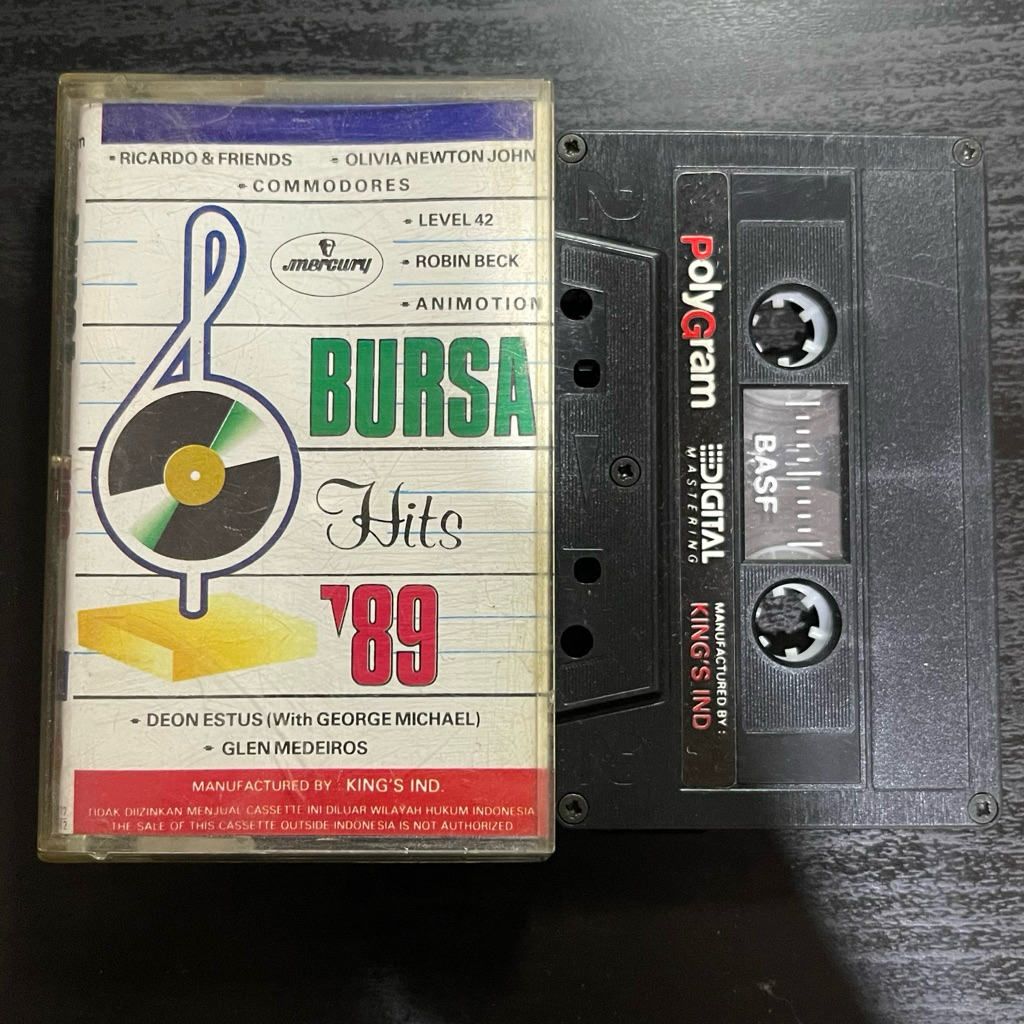 RICARDO & FRIENDS OLIVIA NEWTON JOHN
COMMODORES
LEVEL 42
mercury
ROBIN BECK
ANIMOTION
BURSA
Hits
'89
DEON ESTUS (With GEORGE MICHAEL)
GLEN MEDEIROS
MANUFACTURED BY : KING'S IND.
TIDAK DIIZINKAN MENJUAL CASSETTE INI DILUAR WILAYAH HUKUM INDONESIA
THE SALE OF THIS CASSETTE OUTSIDE INDONESIA IS NOT AUTHORIZED
2
PolyGram
DIGITAL
MASTERING
MANUFACTURED BY :
KING'S IND
BASF